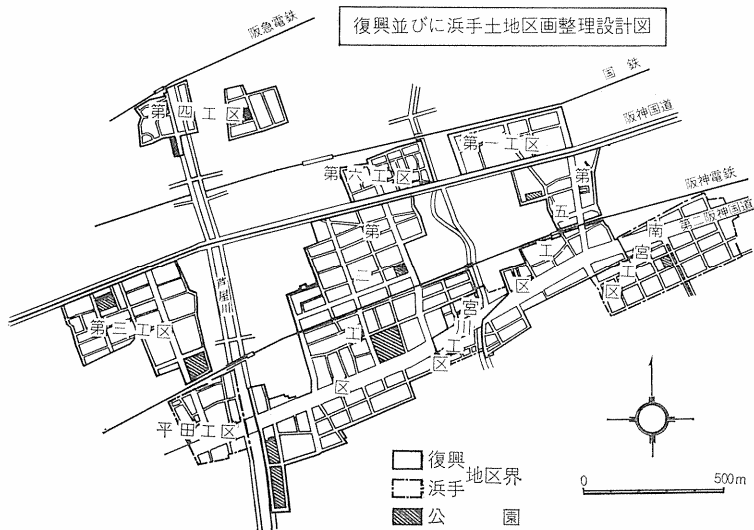 復興並びに浜手土地区画整理設計図
阪急電鉄
国鉄
阪神国道
阪神電鉄
第二阪神国道
第四工区
第一工区
第六工区
第五工区
第二工区
南宮工区
宮川工区
第三工区
芦屋川
平田工区
復興
浜手
地区界
公園
0
500m